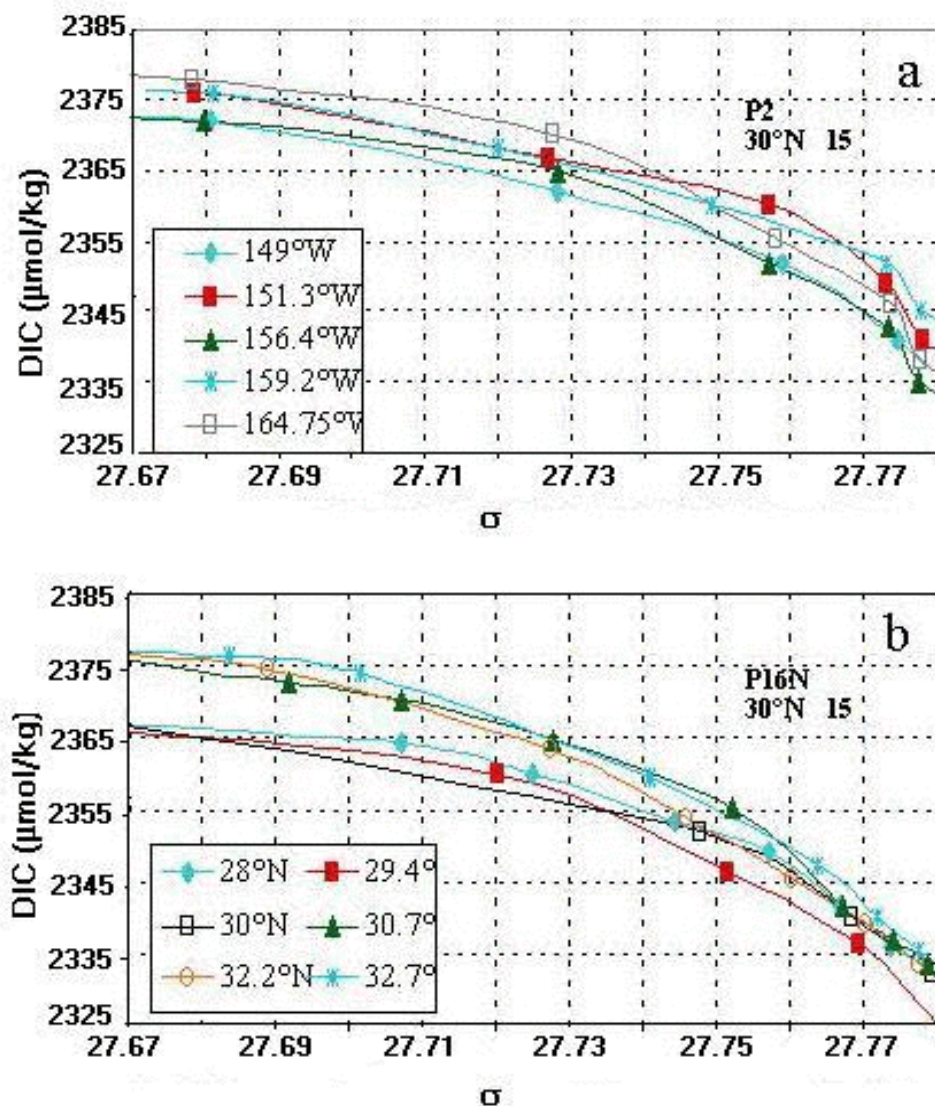 2385
2375
2365
2355
2345
2335
2325
DIC (µmol/kg)
a
P2
30°N 15
149°W
151.3°W
156.4°W
159.2°W
164.75°W
27.67 27.69 27.71 27.73 27.75 27.77
σ
2385
2375
2365
2355
2345
2335
2325
DIC (µmol/kg)
b
P16N
30°N 15
28°N 29.4°
30°N 30.7°
32.2°N 32.7°
27.67 27.69 27.71 27.73 27.75 27.77
σ